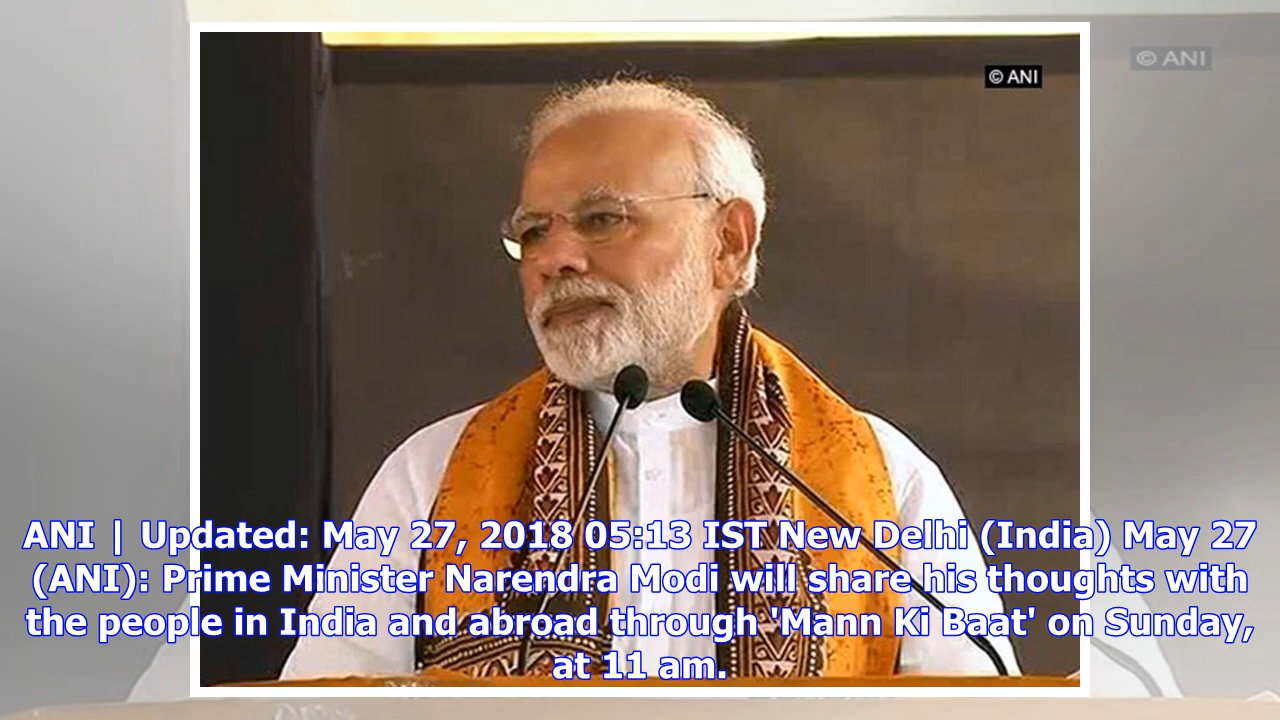 © ANI
© ANI
ANI | Updated: May 27, 2018 05:13 IST New Delhi (India) May 27
(ANI): Prime Minister Narendra Modi will share his thoughts with
the people in India and abroad through 'Mann Ki Baat' on Sunday,
at 11 am.